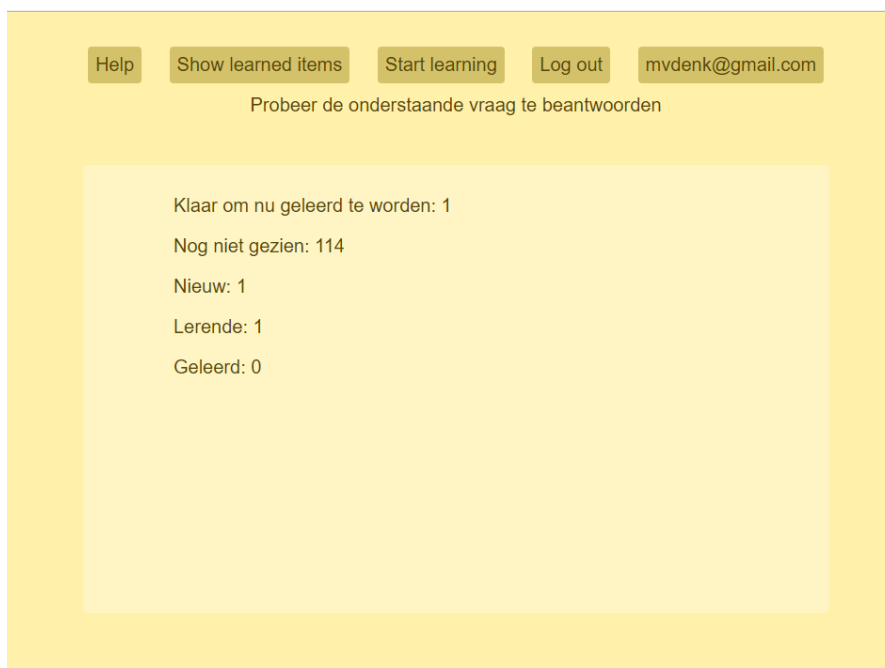 Help Show learned items Start learning Log out mvdenk@gmail.com
Probeer de onderstaande vraag te beantwoorden
Klaar om nu geleerd te worden: 1
Nog niet gezien: 114
Nieuw: 1
Lerende: 1
Geleerd: 0